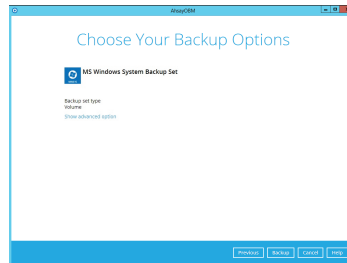 AhsayOBM
Choose Your Backup Options
MS Windows System Backup Set
Backup set type
Volume
Show advanced option
Previous
Backup
Cancel
Help